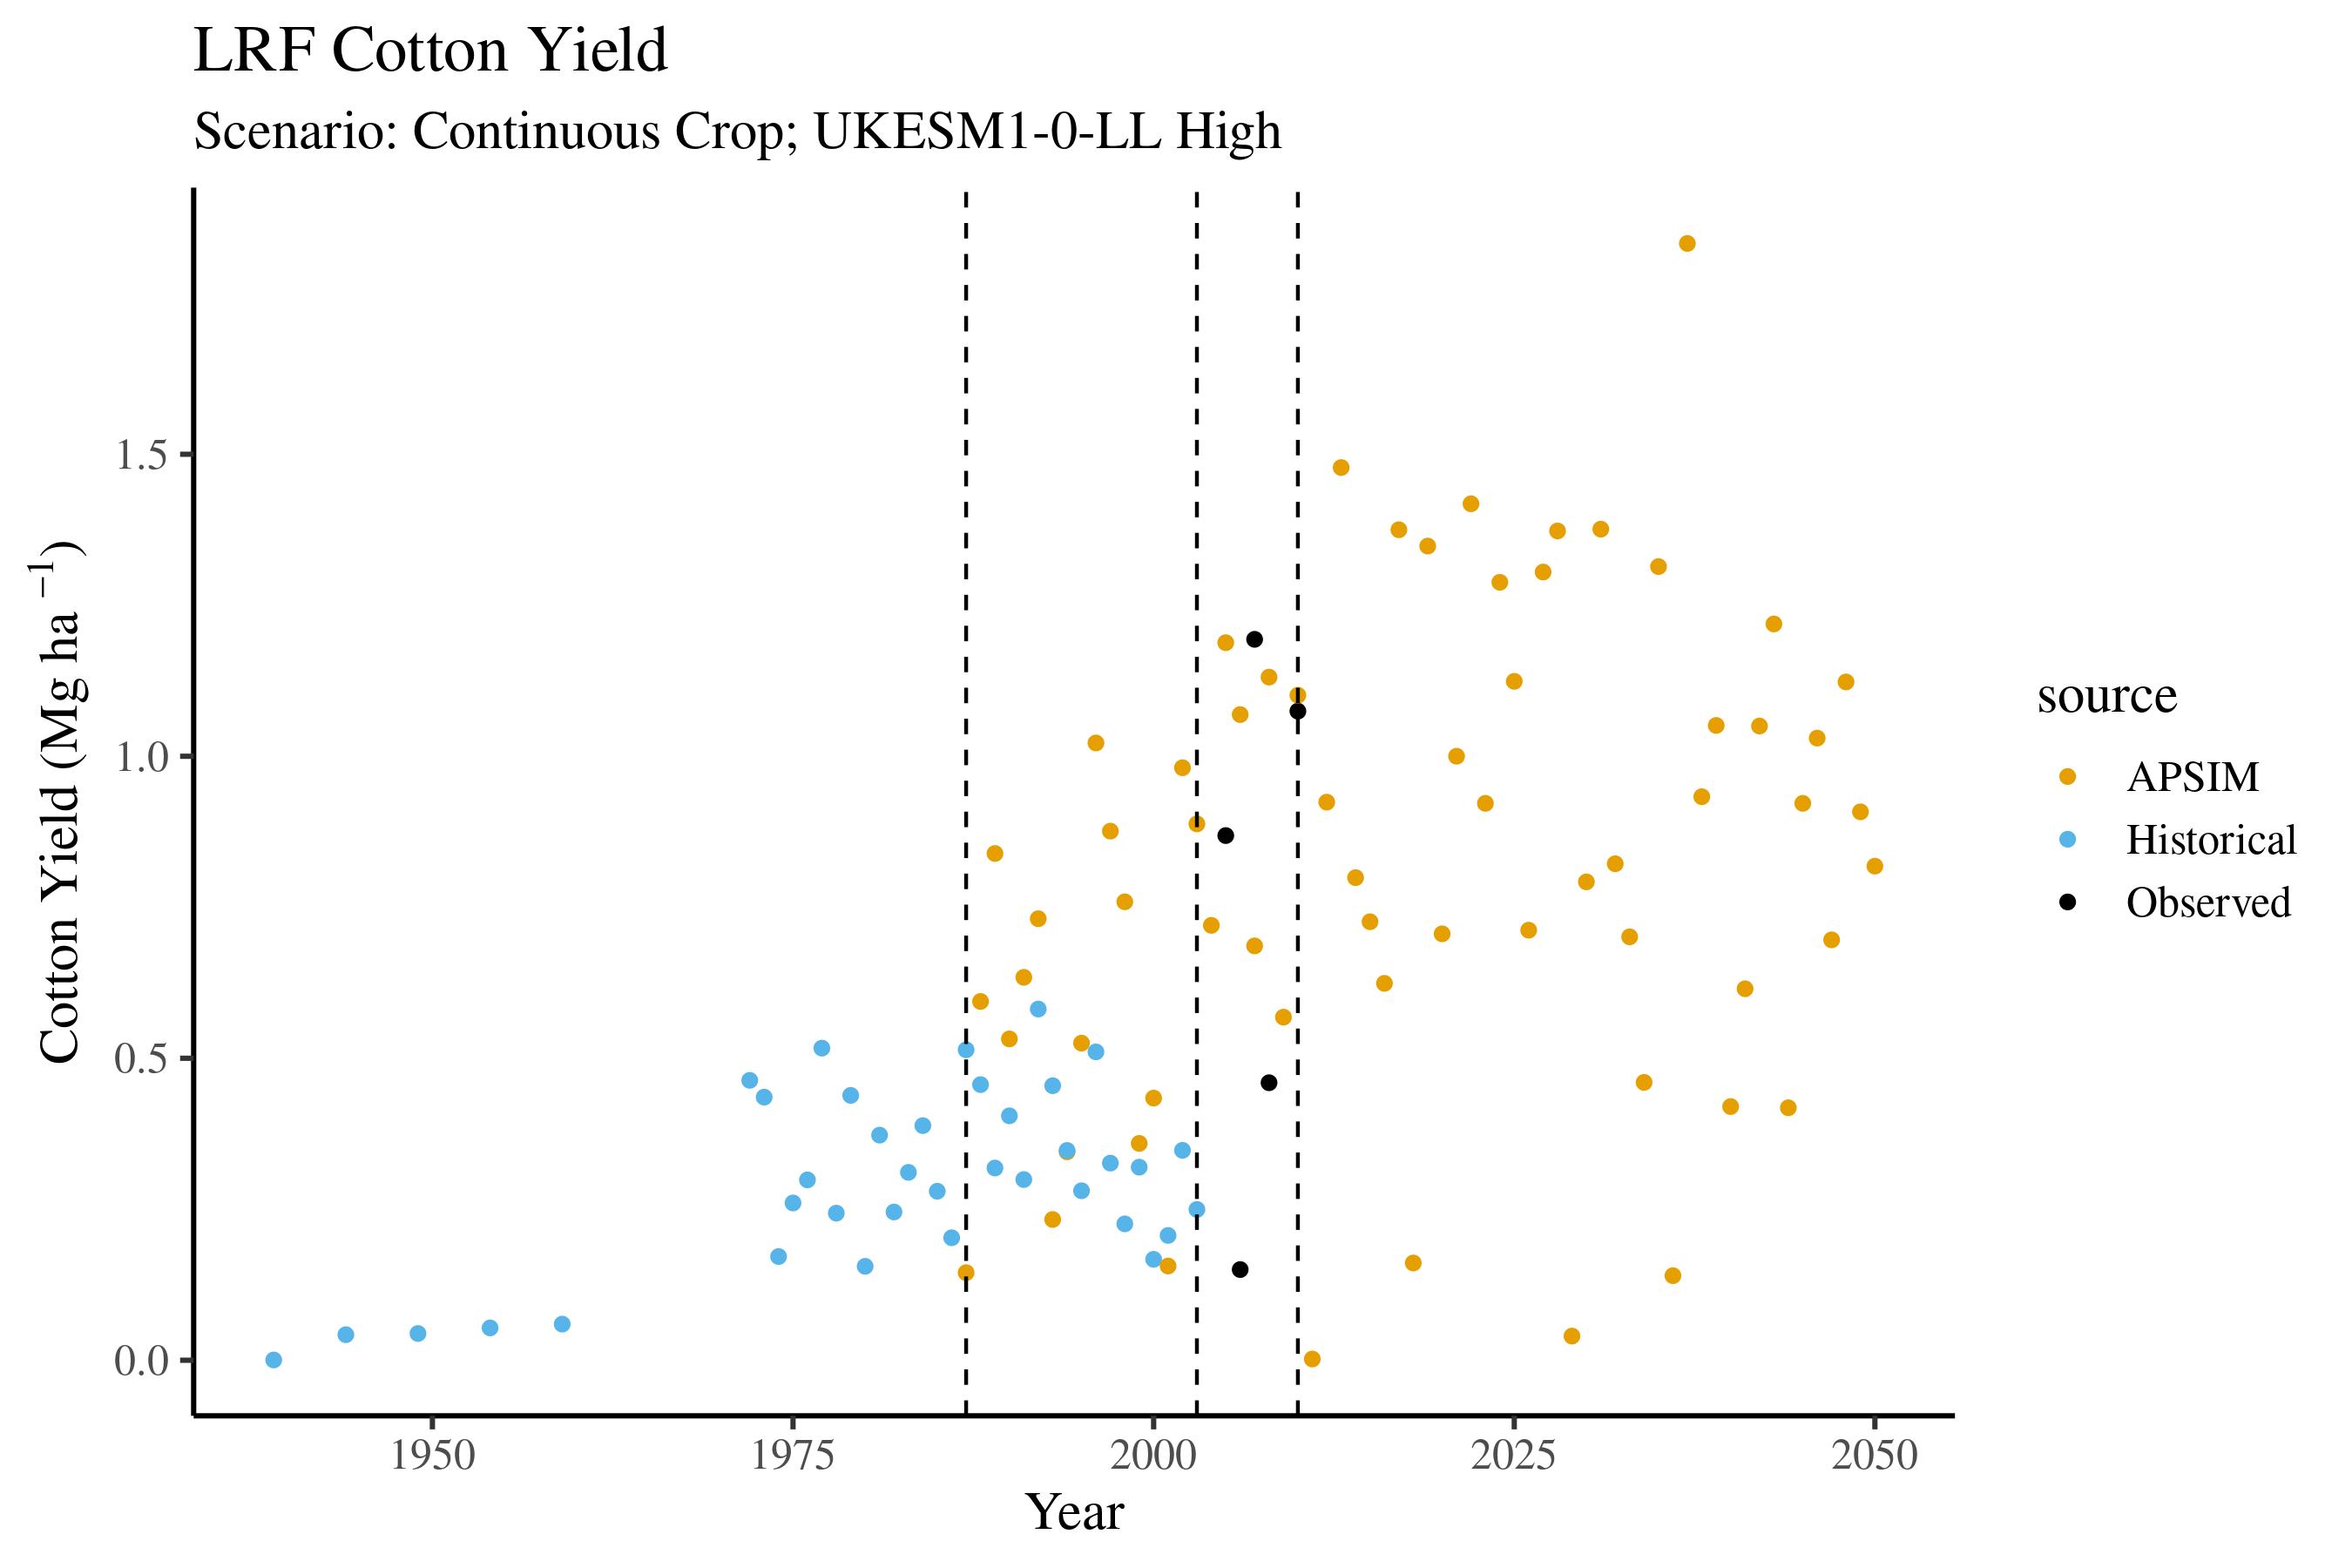 LRF Cotton Yield
Scenario: Continuous Crop; UKESM1-0-LL High
Cotton Yield (Mg ha −1)
1.5
1.0
0.5
0.0
1950 1975 2000 2025 2050
Year
source
APSIM
Historical
Observed